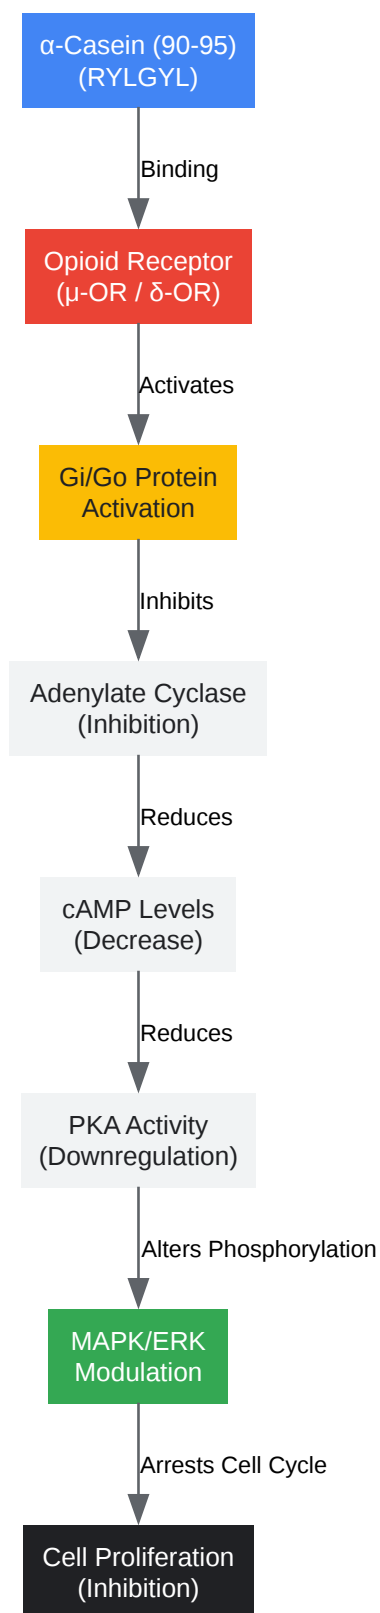 α-Casein (90-95)
(RYLGYL)
Binding
Opioid Receptor
(μ-OR / δ-OR)
Activates
Gi/Go Protein
Activation
Inhibits
Adenylate Cyclase
(Inhibition)
Reduces
cAMP Levels
(Decrease)
Reduces
PKA Activity
(Downregulation)
Alters Phosphorylation
MAPK/ERK
Modulation
Arrests Cell Cycle
Cell Proliferation
(Inhibition)